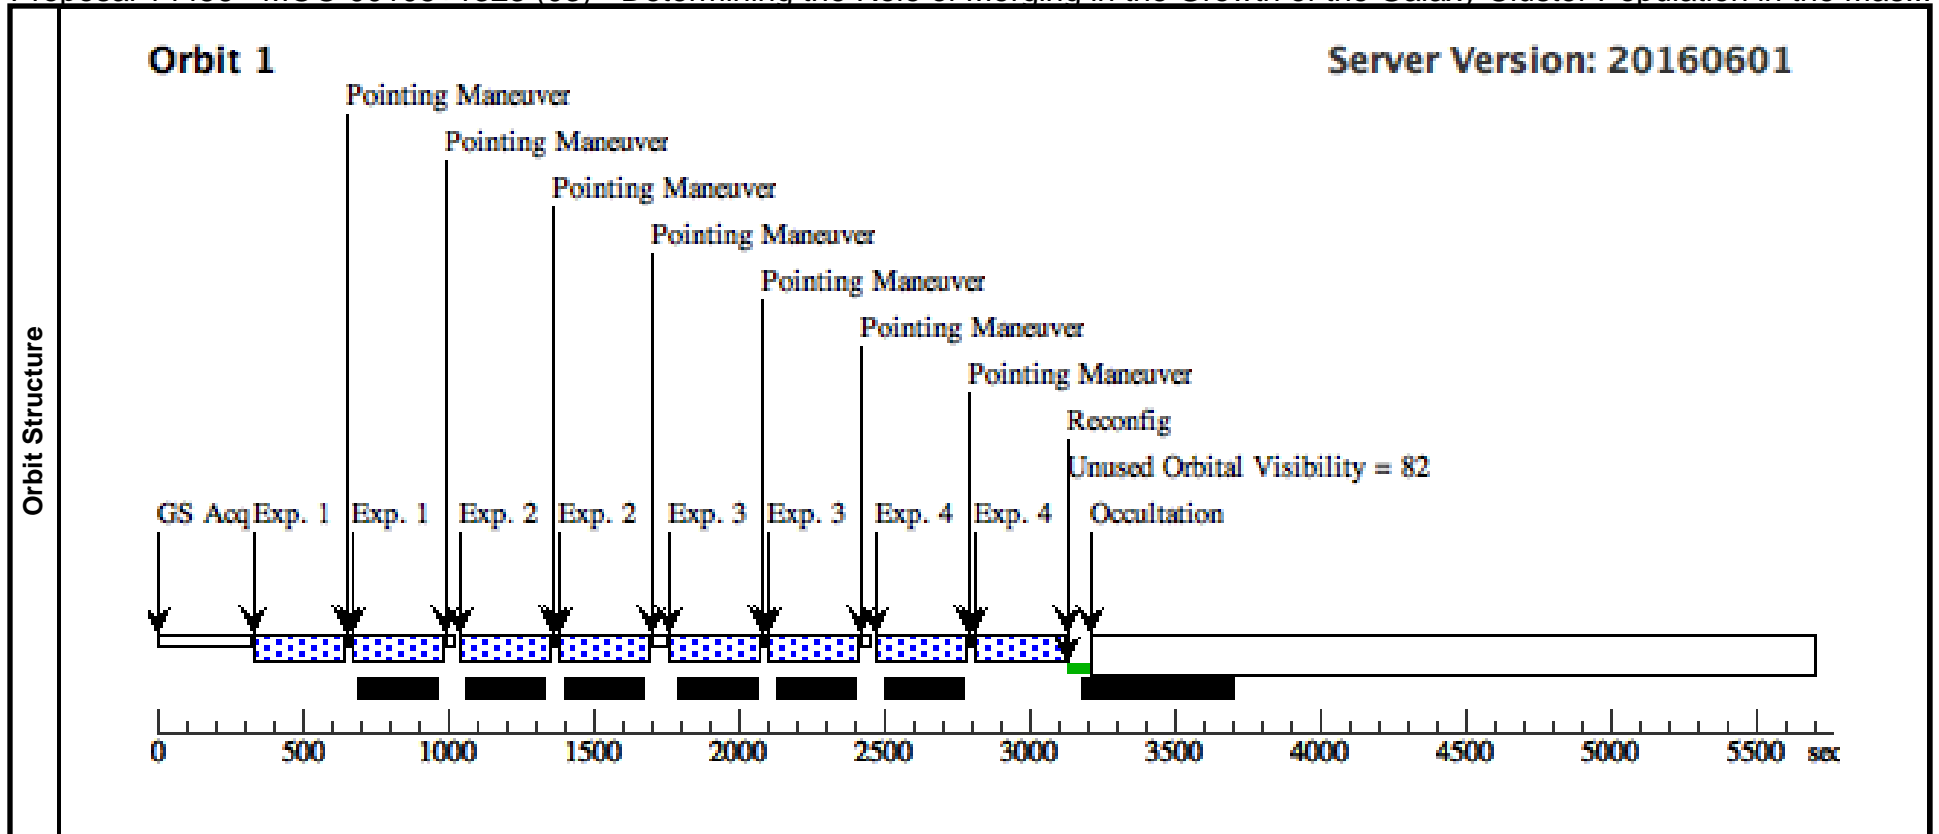 Orbit 1
Server Version: 20160601
Pointing Maneuver
Pointing Maneuver
Pointing Maneuver
Pointing Maneuver
Pointing Maneuver
Pointing Maneuver
Pointing Maneuver
Reconfig
Unused Orbital Visibility = 82
GS Acq Exp. 1 Exp. 1 Exp. 2 Exp. 2 Exp. 3 Exp. 3 Exp. 4 Exp. 4 Occultation
Orbit Structure
0 500 1000 1500 2000 2500 3000 3500 4000 4500 5000 5500 sec